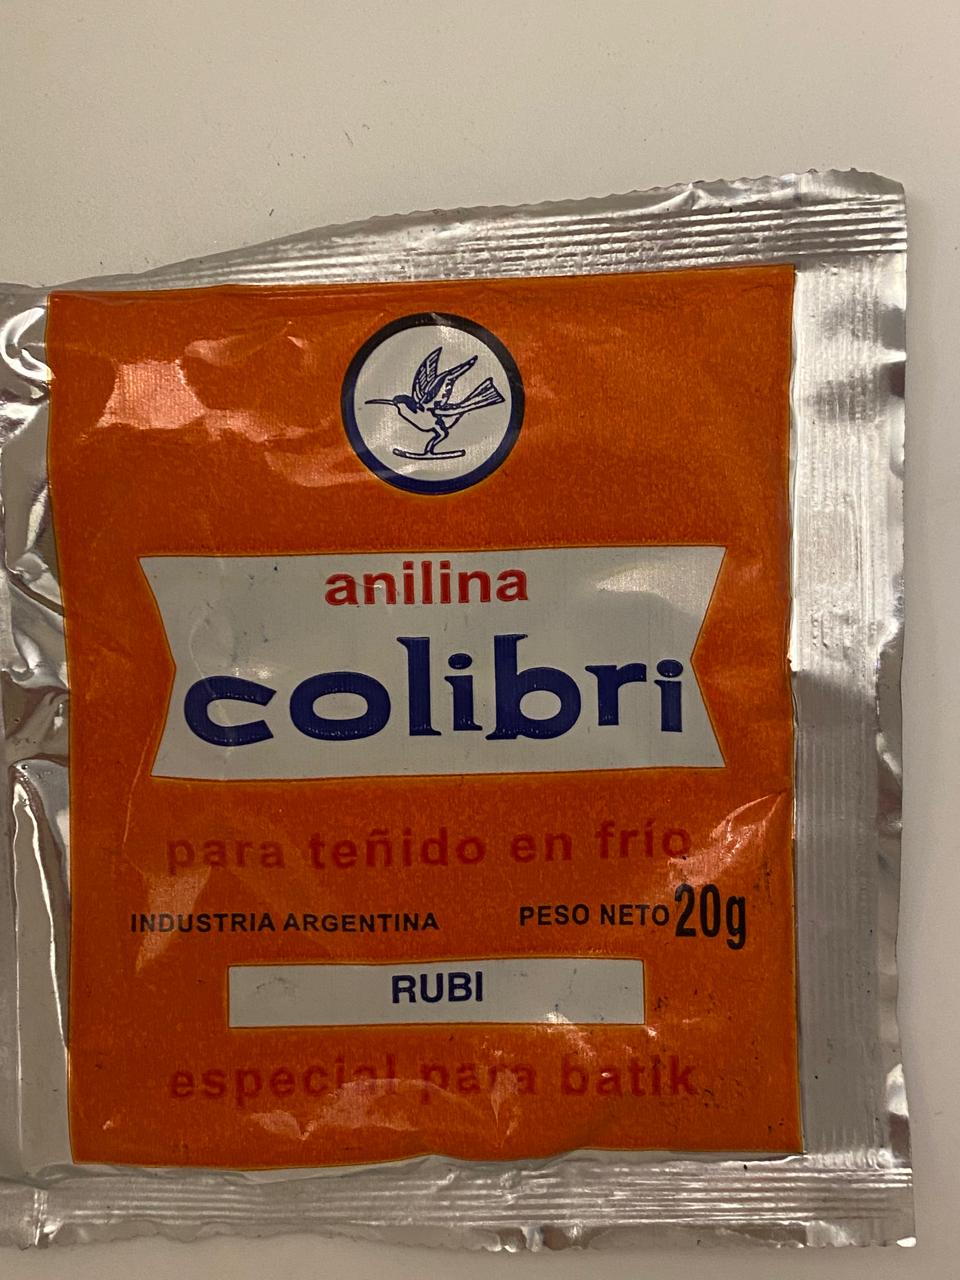 anilina
colibri
para teñido en frío
INDUSTRIA ARGENTINA
PESO NETO 20g
RUBI
especial para batik